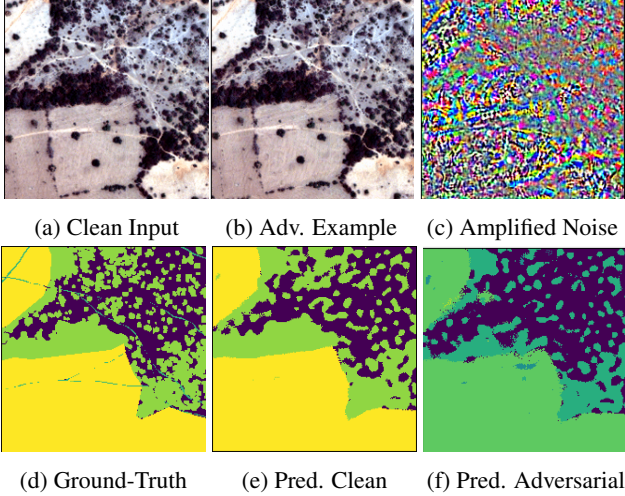 (a) Clean Input (b) Adv. Example (c) Amplified Noise
(d) Ground-Truth (e) Pred. Clean (f) Pred. Adversarial